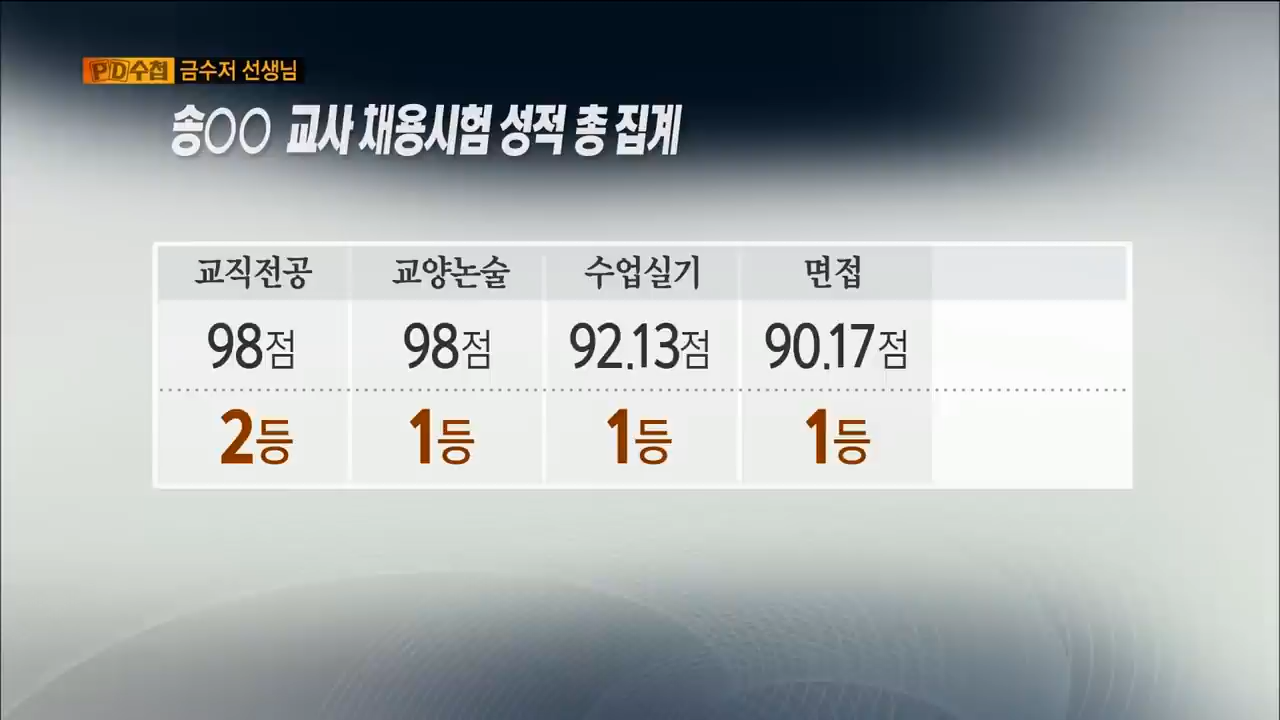 PD수첩 금수저 선생님
송○○ 교사 채용시험 성적 총 집계
교직전공 교양논술 수업실기 면접
98점 98점 92.13점 90.17점
2등 1등 1등 1등